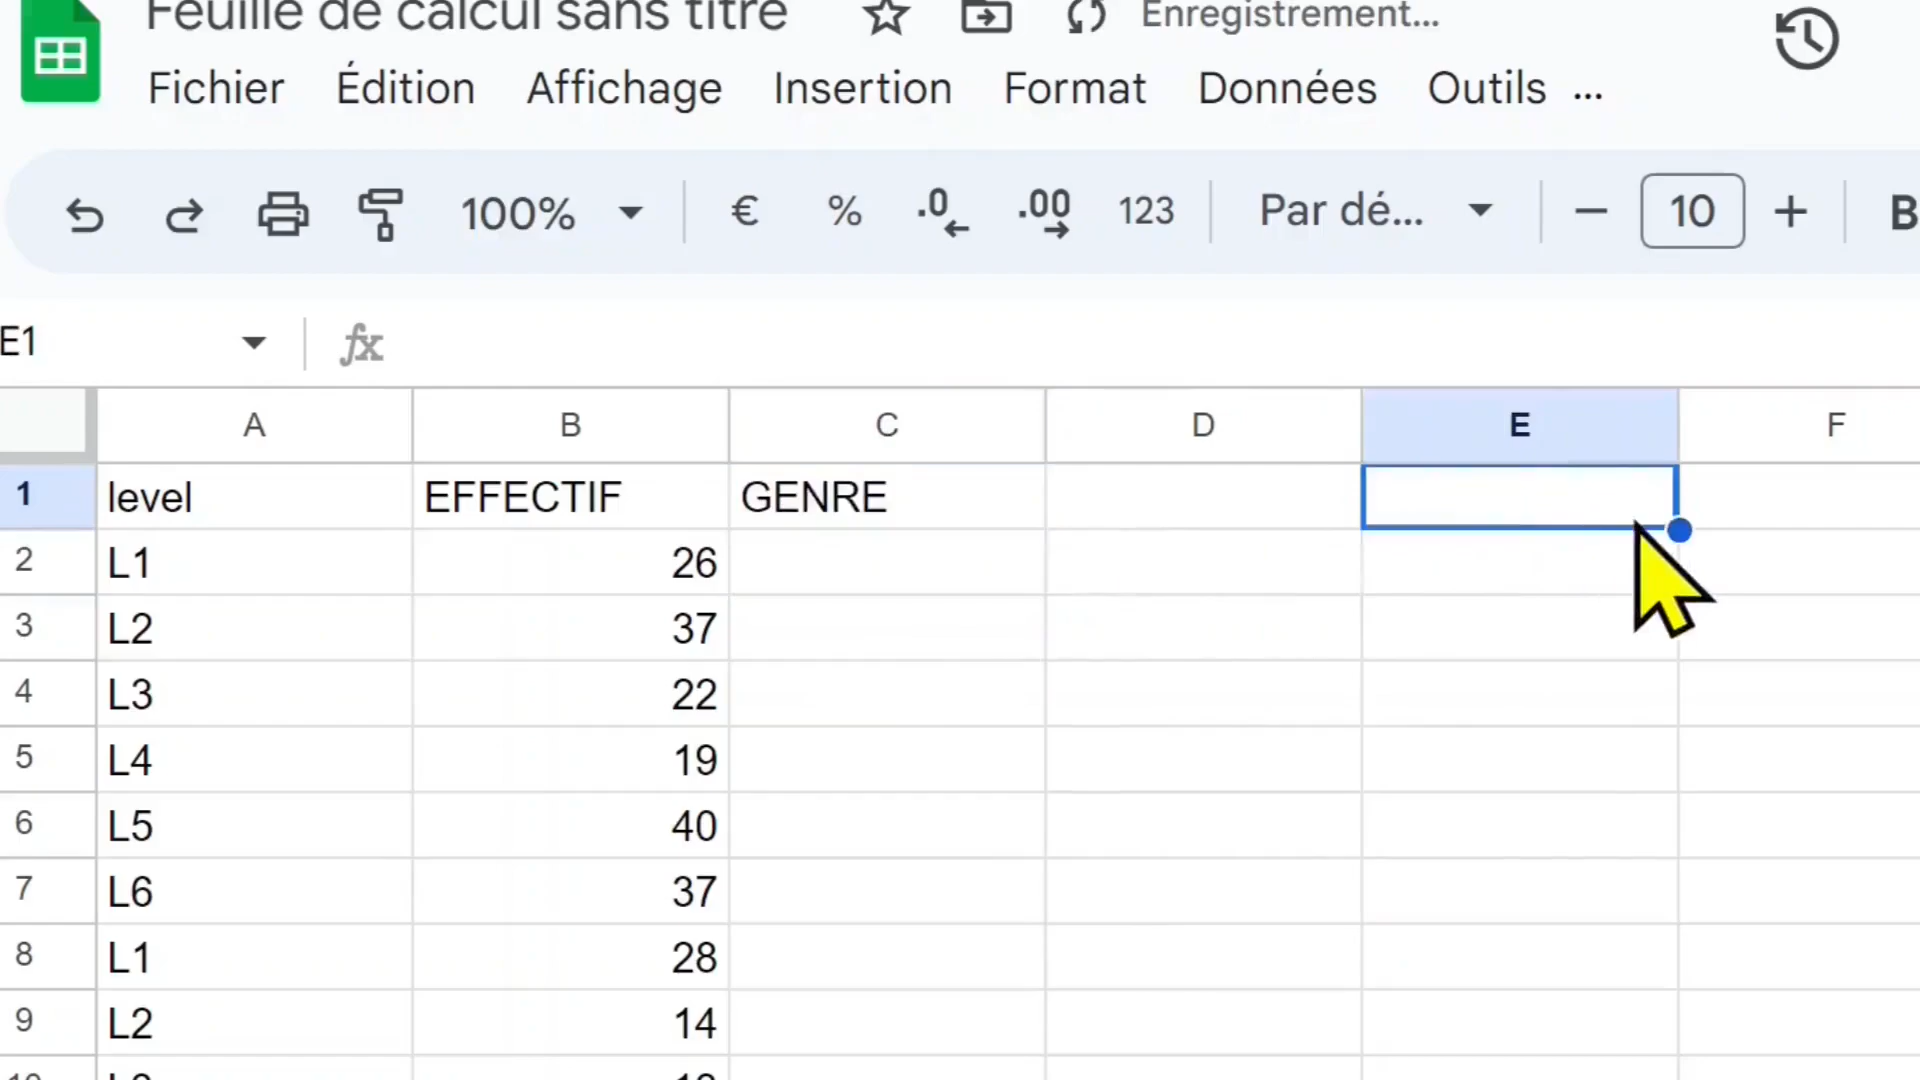 Feuille de calcul sans titre Enregistrement...
Fichier Édition Affichage Insertion Format Données Outils ...
100% € % .0 .00 123 Par dé... − 10 + B
E1 fx
A B C D E F
1 level EFFECTIF GENRE
2 L1 26
3 L2 37
4 L3 22
5 L4 19
6 L5 40
7 L6 37
8 L1 28
9 L2 14